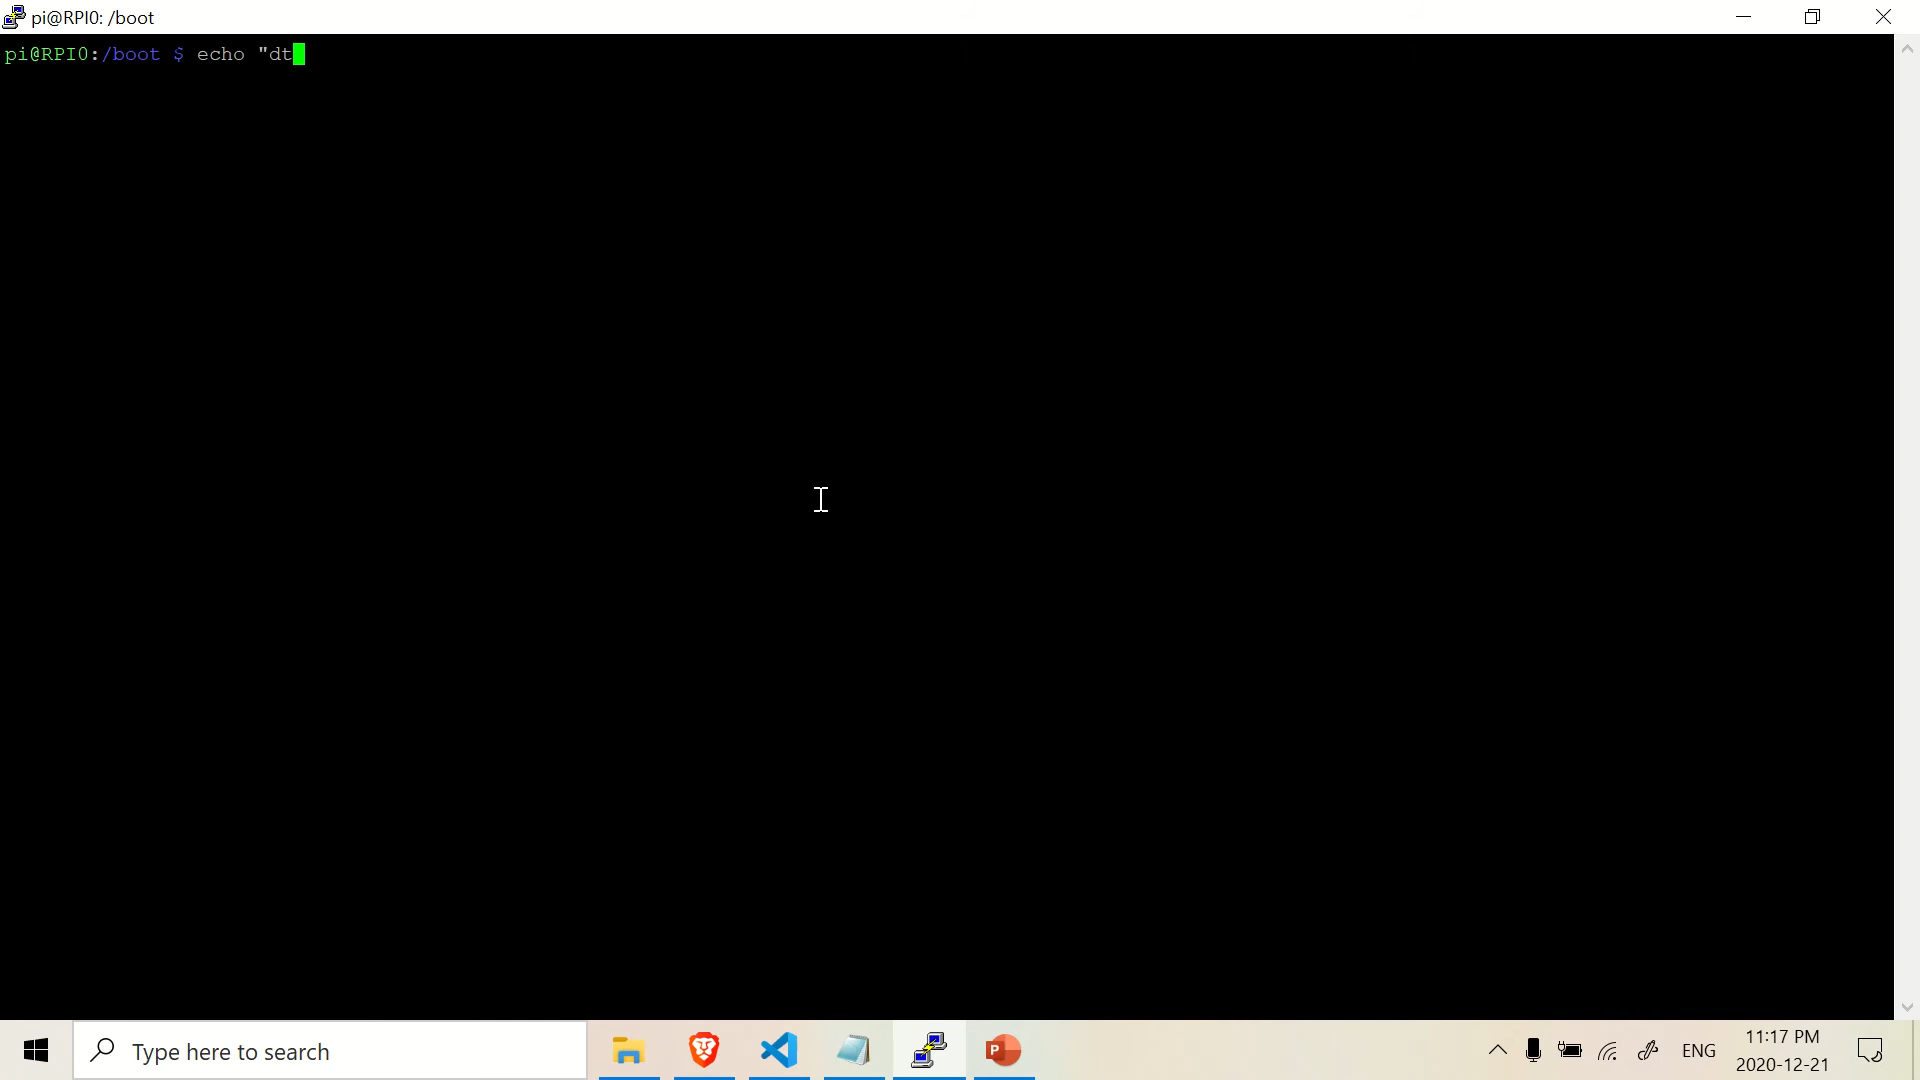 pi@RPI0: /boot
pi@RPI0:/boot $ echo "dt
Type here to search
P
ENG
11:17 PM
2020-12-21